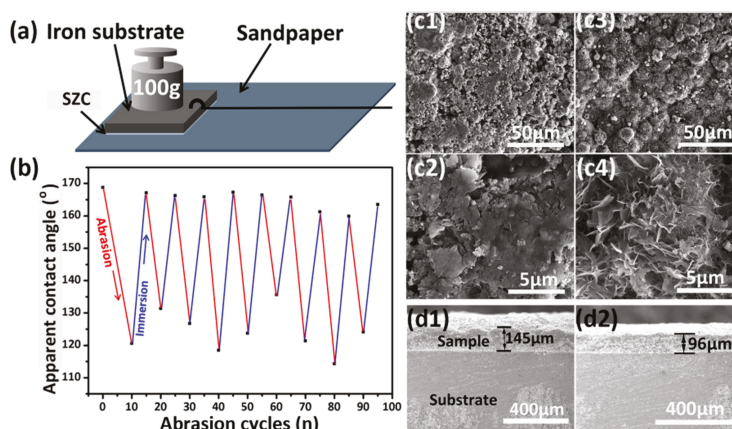 (a)
Iron substrate
Sandpaper
100g
SZC
(b)
Apparent contact angle (°)
170
160
150
140
130
120
110
Abrasion
Immersion
0 10 20 30 40 50 60 70 80 90 100
Abrasion cycles (n)
(c1)
50μm
(c3)
50μm
(c2)
5μm
(c4)
5μm
(d1)
145μm
Sample
Substrate
400μm
(d2)
96μm
400μm